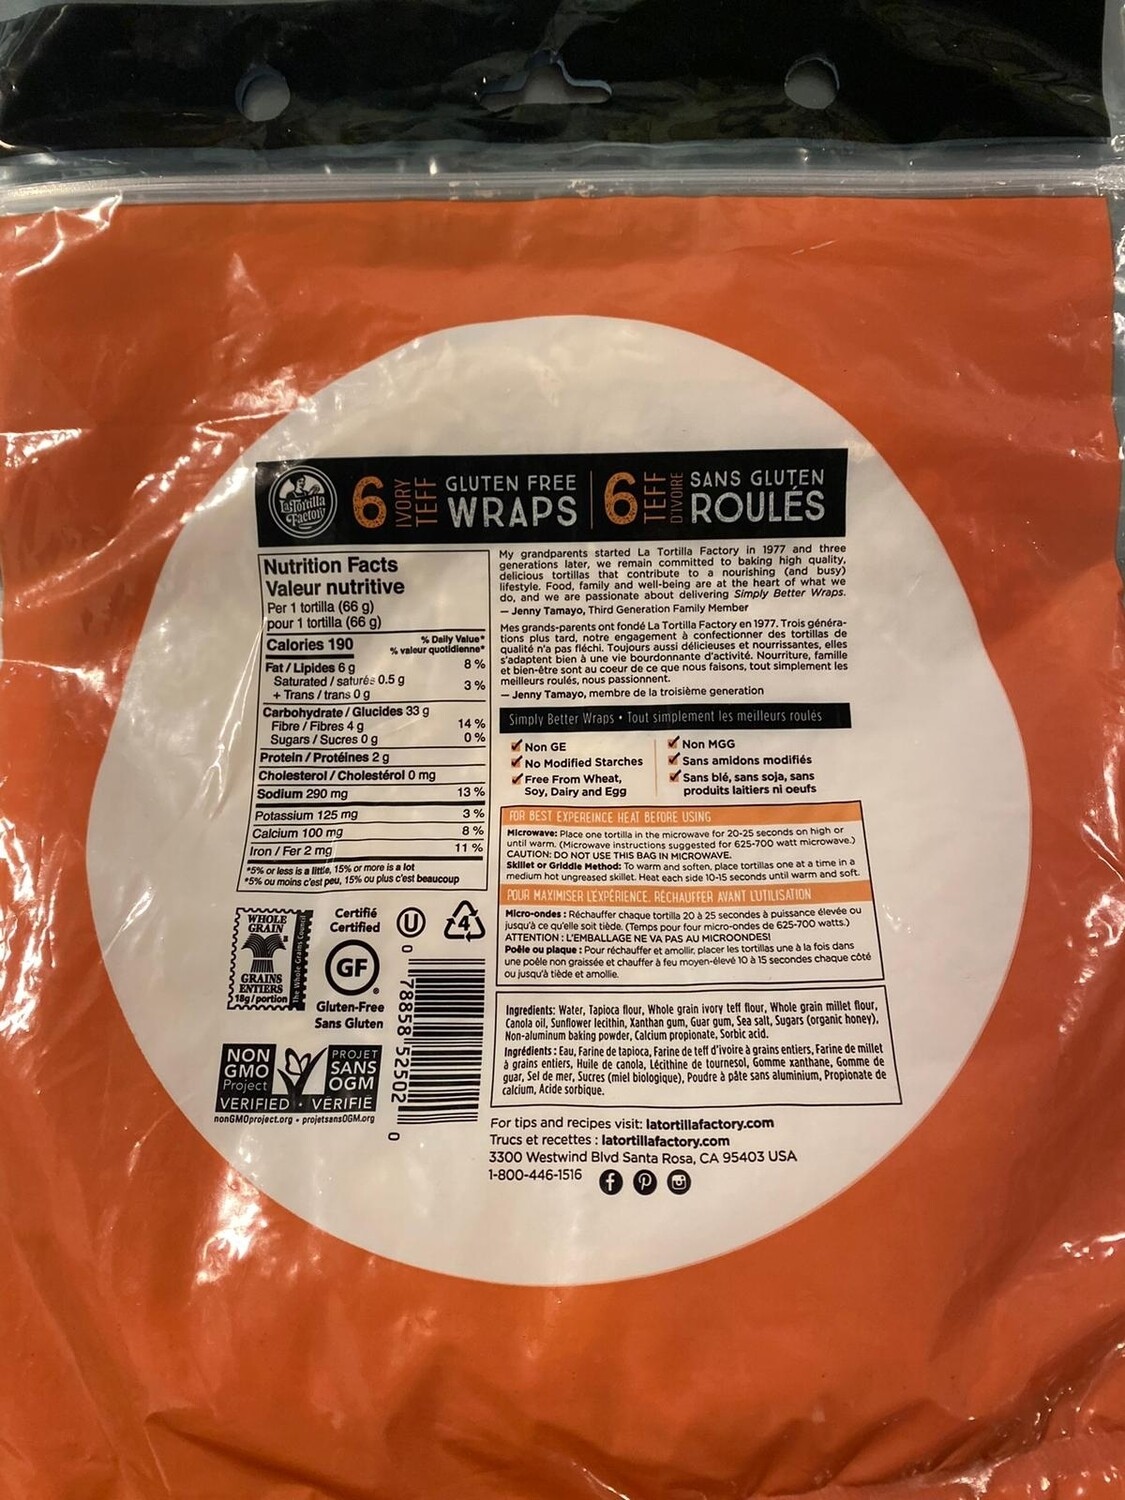 La Tortilla
Factory
6 IVORY TEFF GLUTEN FREE WRAPS
6 TEFF D'IVOIRE SANS GLUTEN ROULÉS
Nutrition Facts
Valeur nutritive
Per 1 tortilla (66 g)
pour 1 tortilla (66 g)
Calories 190
% Daily Value*
% valeur quotidienne*
Fat / Lipides 6 g 8 %
Saturated / saturés 0.5 g
+ Trans / trans 0 g 3 %
Carbohydrate / Glucides 33 g
Fibre / Fibres 4 g 14 %
Sugars / Sucres 0 g 0 %
Protein / Protéines 2 g
Cholesterol / Cholestérol 0 mg
Sodium 290 mg 13 %
Potassium 125 mg 3 %
Calcium 100 mg 8 %
Iron / Fer 2 mg 11 %
*5% or less is a little, 15% or more is a lot
*5% ou moins c'est peu, 15% ou plus c'est beaucoup
My grandparents started La Tortilla Factory in 1977 and three
generations later, we remain committed to baking high quality,
delicious tortillas that contribute to a nourishing (and busy)
lifestyle. Food, family and well-being are at the heart of what we
do, and we are passionate about delivering Simply Better Wraps.
— Jenny Tamayo, Third Generation Family Member
Mes grands-parents ont fondé La Tortilla Factory en 1977. Trois généra-
tions plus tard, notre engagement à confectionner des tortillas de
qualité n'a pas fléchi. Toujours aussi délicieuses et nourrissantes, elles
s'adaptent bien à une vie bourdonnante d'activité. Nourriture, famille
et bien-être sont au coeur de ce que nous faisons, tout simplement les
meilleurs roulés, nous passionnent.
— Jenny Tamayo, membre de la troisième generation
Simply Better Wraps • Tout simplement les meilleurs roulés
Non GE
No Modified Starches
Free From Wheat,
Soy, Dairy and Egg
Non MGG
Sans amidons modifiés
Sans blé, sans soja, sans
produits laitiers ni oeufs
FOR BEST EXPEREINCE HEAT BEFORE USING
Microwave: Place one tortilla in the microwave for 20-25 seconds on high or
until warm. (Microwave instructions suggested for 625-700 watt microwave.)
CAUTION: DO NOT USE THIS BAG IN MICROWAVE.
Skillet or Griddle Method: To warm and soften, place tortillas one at a time in a
medium hot ungreased skillet. Heat each side 10-15 seconds until warm and soft.
POUR MAXIMISER L'EXPÉRIENCE, RÉCHAUFFER AVANT L'UTILISATION
Micro-ondes : Réchauffer chaque tortilla 20 à 25 secondes à puissance élevée ou
jusqu'à ce qu'elle soit tiède. (Temps pour four micro-ondes de 625-700 watts.)
ATTENTION : L'EMBALLAGE NE VA PAS AU MICROONDES!
Poêle ou plaque : Pour réchauffer et amollir, placer les tortillas une à la fois dans
une poêle non graissée et chauffer à feu moyen-élevé 10 à 15 secondes chaque côté
ou jusqu'à tiède et amollie.
Ingredients: Water, Tapioca flour, Whole grain ivory teff flour, Whole grain millet flour,
Canola oil, Sunflower lecithin, Xanthan gum, Guar gum, Sea salt, Sugars (organic honey),
Non-aluminum baking powder, Calcium propionate, Sorbic acid.
Ingrédients : Eau, Farine de tapioca, Farine de teff d'ivoire à grains entiers, Farine de millet
à grains entiers, Huile de canola, Lécithine de tournesol, Gomme xanthane, Gomme de
guar, Sel de mer, Sucres (miel biologique), Poudre à pâte sans aluminium, Propionate de
calcium, Acide sorbique.
WHOLE
GRAIN
GRAINS
ENTIERS
18g/portion
The Whole Grains Council
Certifié
Certified
GF
®
Gluten-Free
Sans Gluten
U
4
0 78858 52502 0
NON
GMO
Project
VERIFIED • VÉRIFIÉ
PROJET
SANS
OGM
nonGMOproject.org • projetsansOGM.org
For tips and recipes visit: latortillafactory.com
Trucs et recettes : latortillafactory.com
3300 Westwind Blvd Santa Rosa, CA 95403 USA
1-800-446-1516